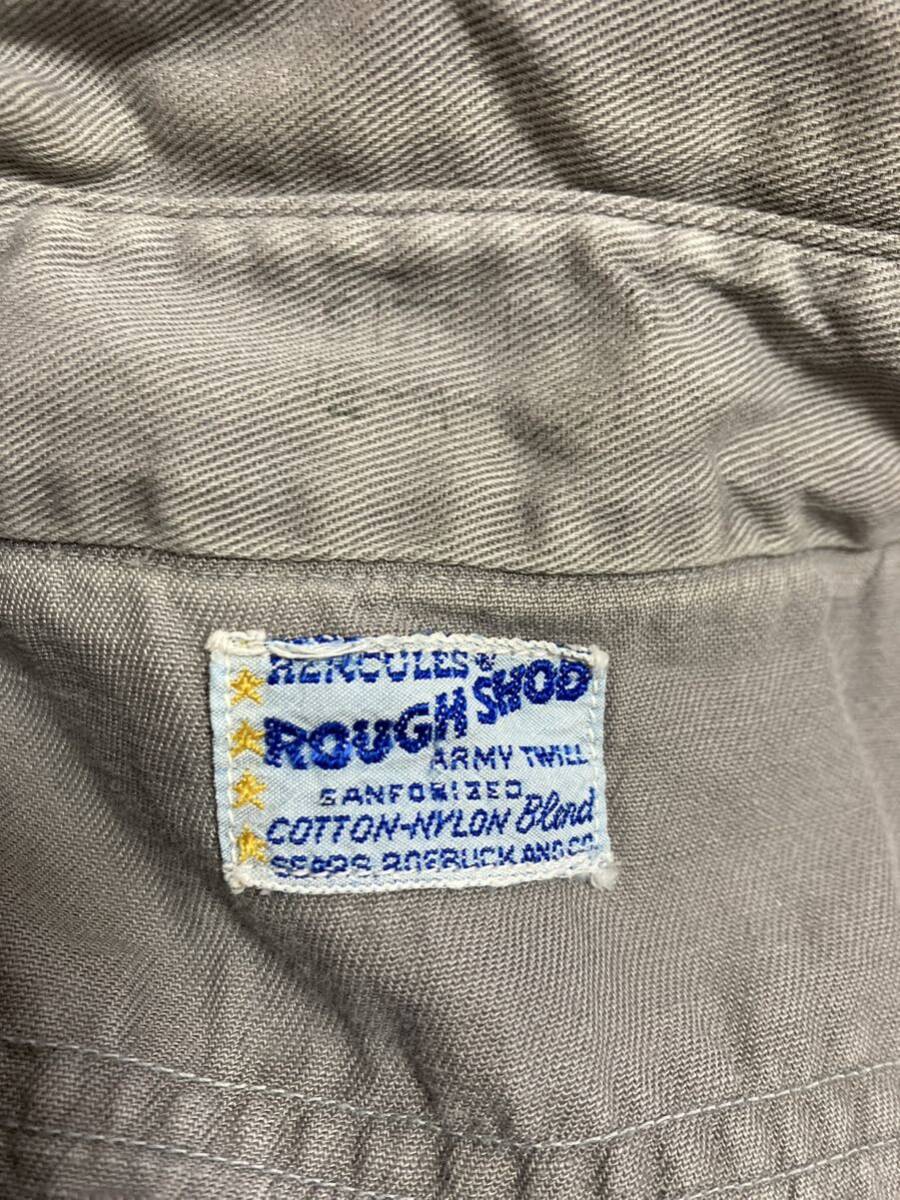 HERCULES®
ROUGH SHOD
ARMY TWILL
SANFORIZED
COTTON-NYLON Blend
SEARS, ROEBUCK AND CO.